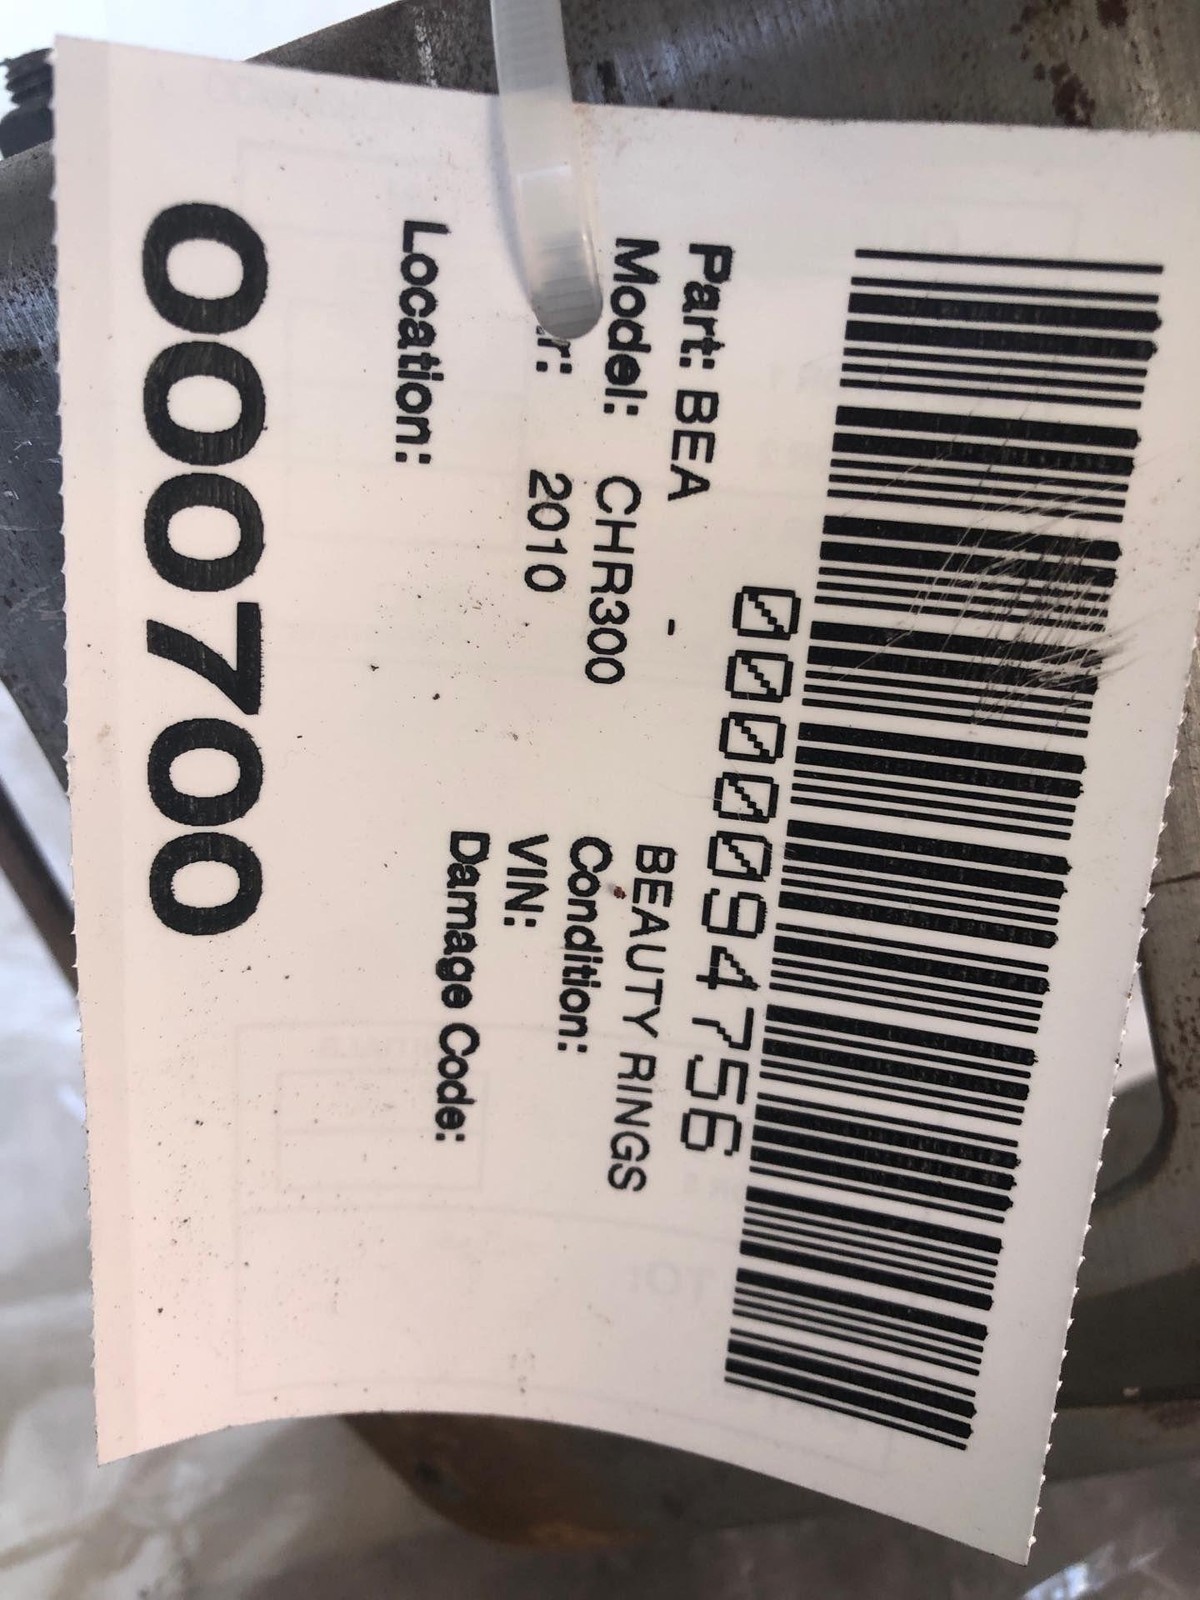 0000094756
Part: BEA - BEAUTY RINGS
Model: CHR300 Condition:
r: 2010 VIN:
Damage Code:
Location:
000700